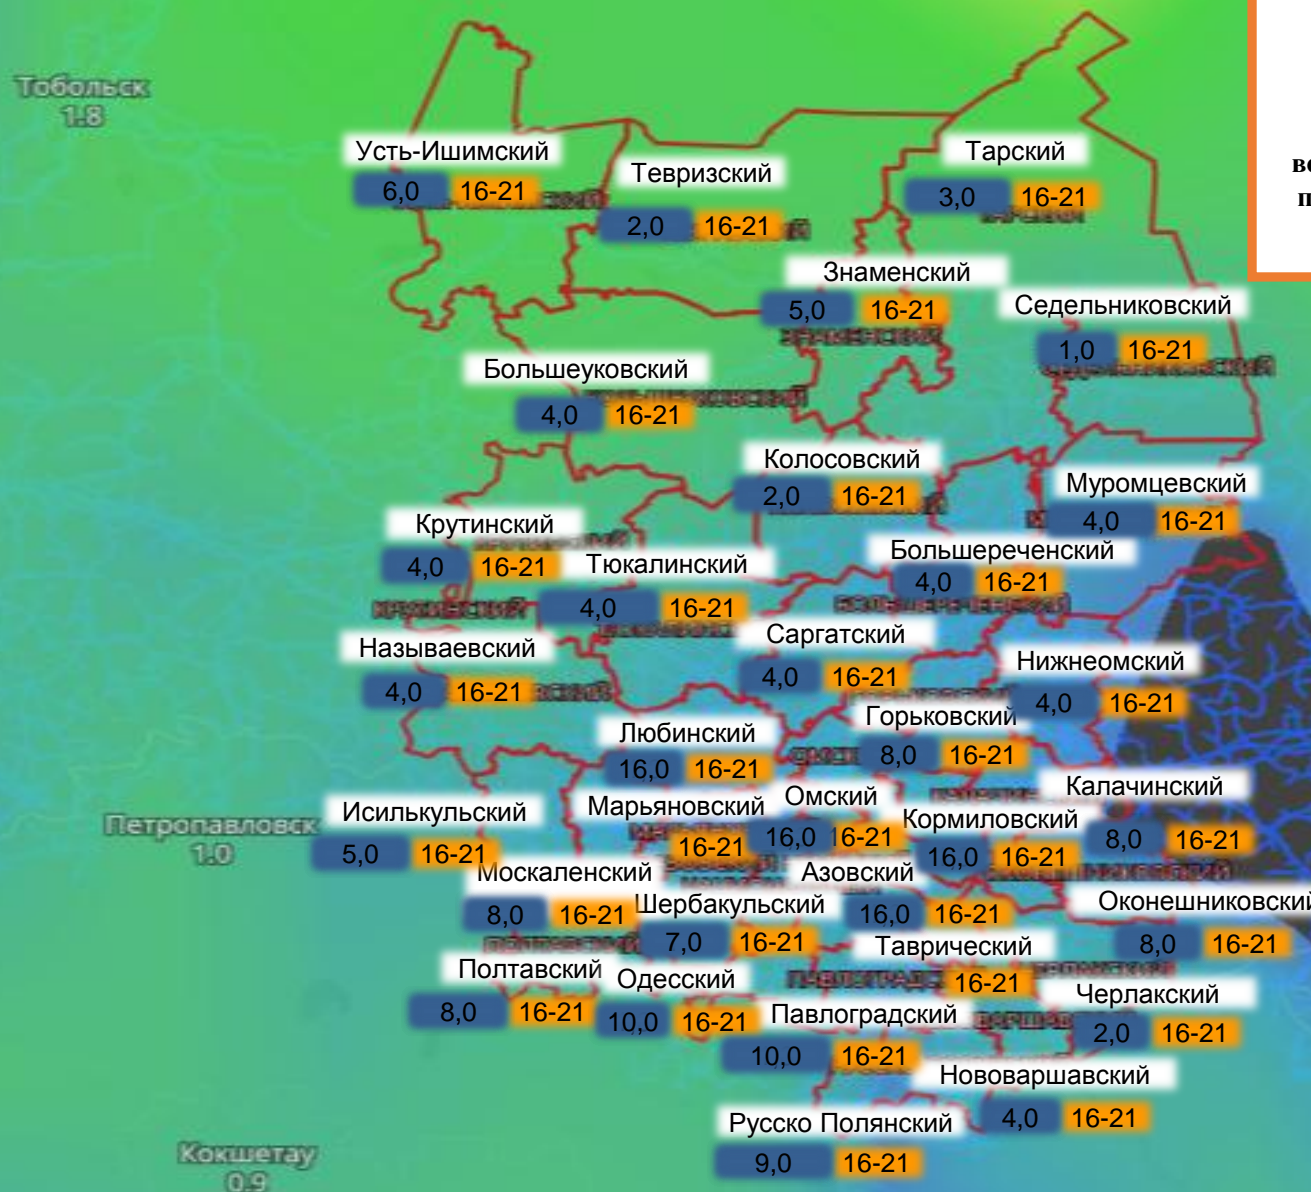 Тобольск
1.8
Усть-Ишимский
6,0 16-21
Тевризский
2,0 16-21
Тарский
3,0 16-21
Знаменский
5,0 16-21
ЗНАМЕНСКИЙ
Седельниковский
1,0 16-21
Большеуковский
4,0 16-21
Колосовский
2,0 16-21
Муромцевский
4,0 16-21
Крутинский
4,0 16-21
КРУТИНСКИЙ
Тюкалинский
4,0 16-21
Большереченский
4,0 16-21
БОЛЬШЕРЕЧЕНСКИЙ
Саргатский
4,0 16-21
Называевский
4,0 16-21
Нижнеомский
4,0 16-21
Горьковский
8,0 16-21
Любинский
16,0 16-21
Калачинский
8,0 16-21
Исилькульский
5,0 16-21
Марьяновский
16-21
Омский
16,0 16-21
Кормиловский
16,0 16-21
Петропавловск
1.0
Москаленский
8,0 16-21
Азовский
16,0 16-21
Шербакульский
7,0 16-21
Оконешниковский
8,0 16-21
Таврический
16-21
Полтавский
8,0 16-21
Одесский
10,0 16-21
Черлакский
2,0 16-21
Павлоградский
10,0 16-21
Нововаршавский
4,0 16-21
Русско Полянский
9,0 16-21
Кокшетау
0.9